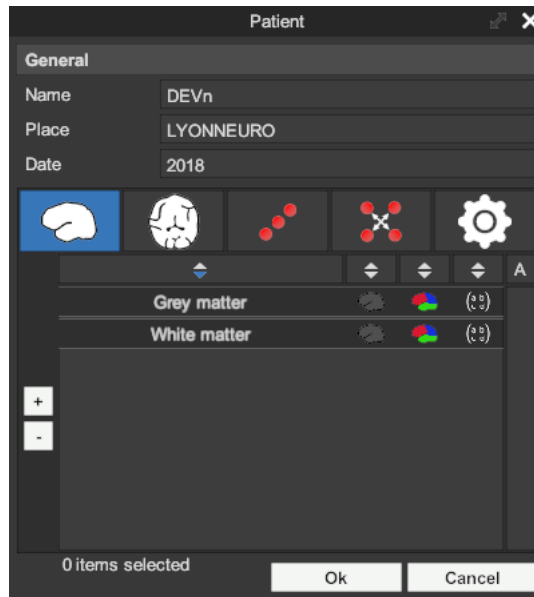 Patient
General
Name DEVn
Place LYONNEURO
Date 2018
A
Grey matter
White matter
+
-
0 items selected
Ok Cancel